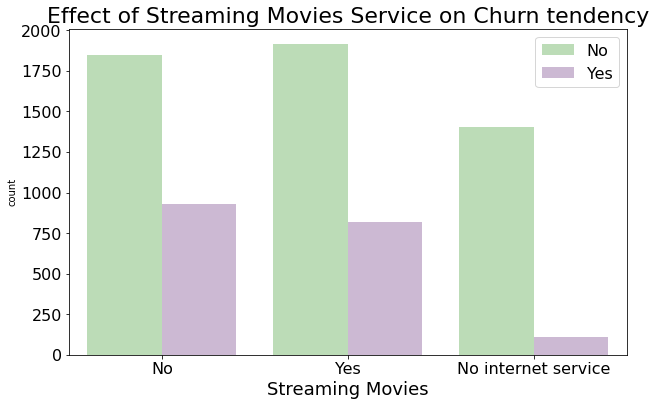 Effect of Streaming Movies Service on Churn tendency
No
Yes
2000
1750
1500
1250
1000
750
500
250
0
count
No
Yes
No internet service
Streaming Movies